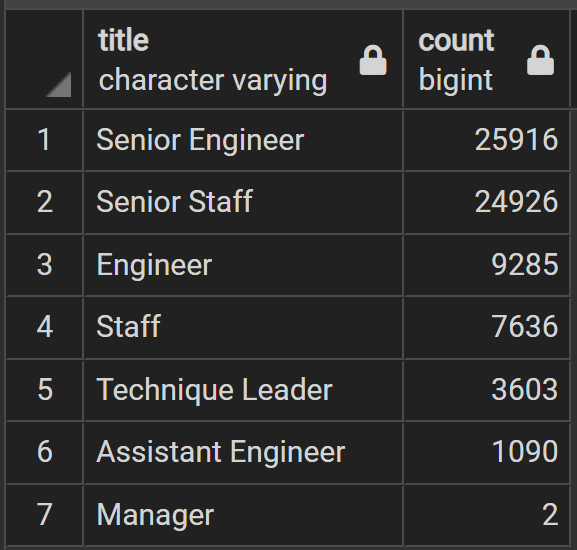 title count
character varying bigint
1 Senior Engineer 25916
2 Senior Staff 24926
3 Engineer 9285
4 Staff 7636
5 Technique Leader 3603
6 Assistant Engineer 1090
7 Manager 2